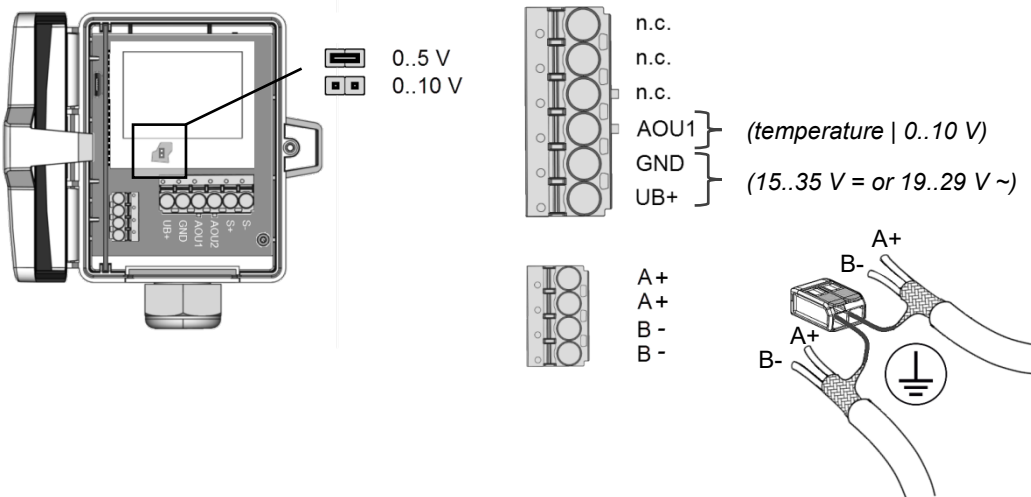 0..5 V
0..10 V
UB+
GND
AOU1
AOU2
S+
S-
n.c.
n.c.
n.c.
AOU1 (temperature | 0..10 V)
GND
(15..35 V = or 19..29 V ~)
UB+
A+
A+
B -
B -
A+
B-
A+
B-